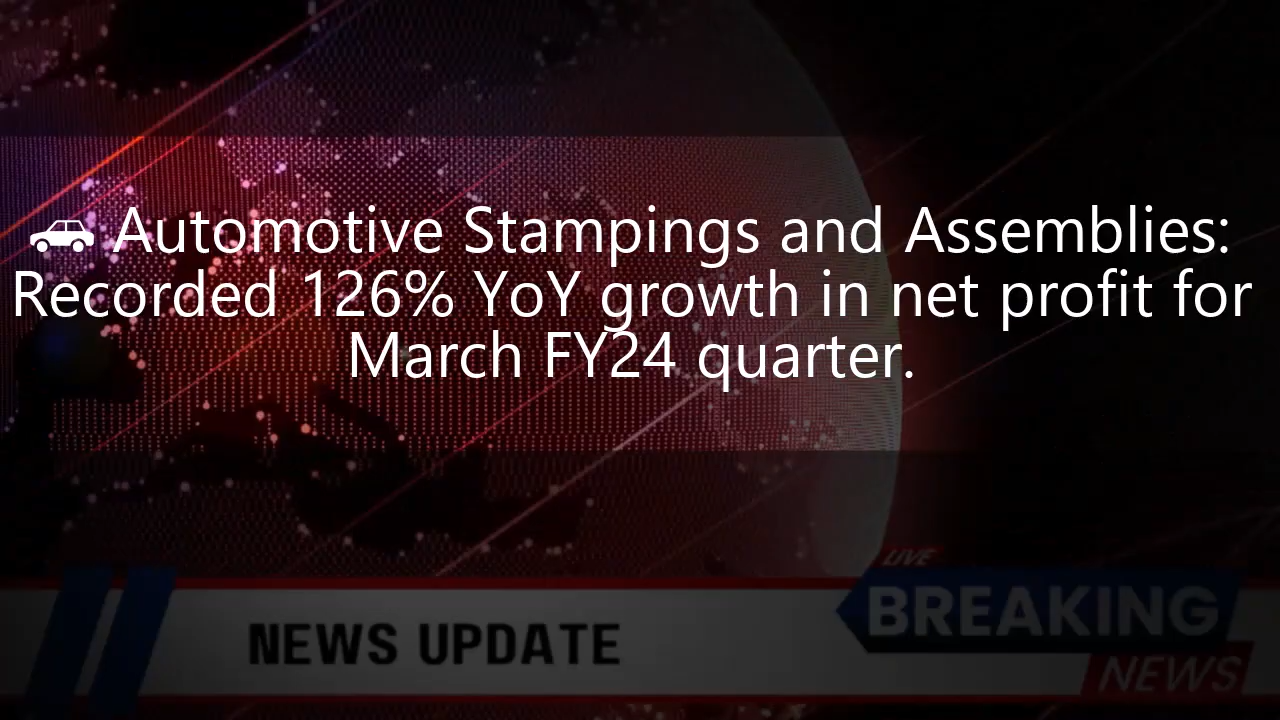 🚗 Automotive Stampings and Assemblies:
Recorded 126% YoY growth in net profit for
March FY24 quarter.
LIVE
BREAKING
NEWS UPDATE
NEWS